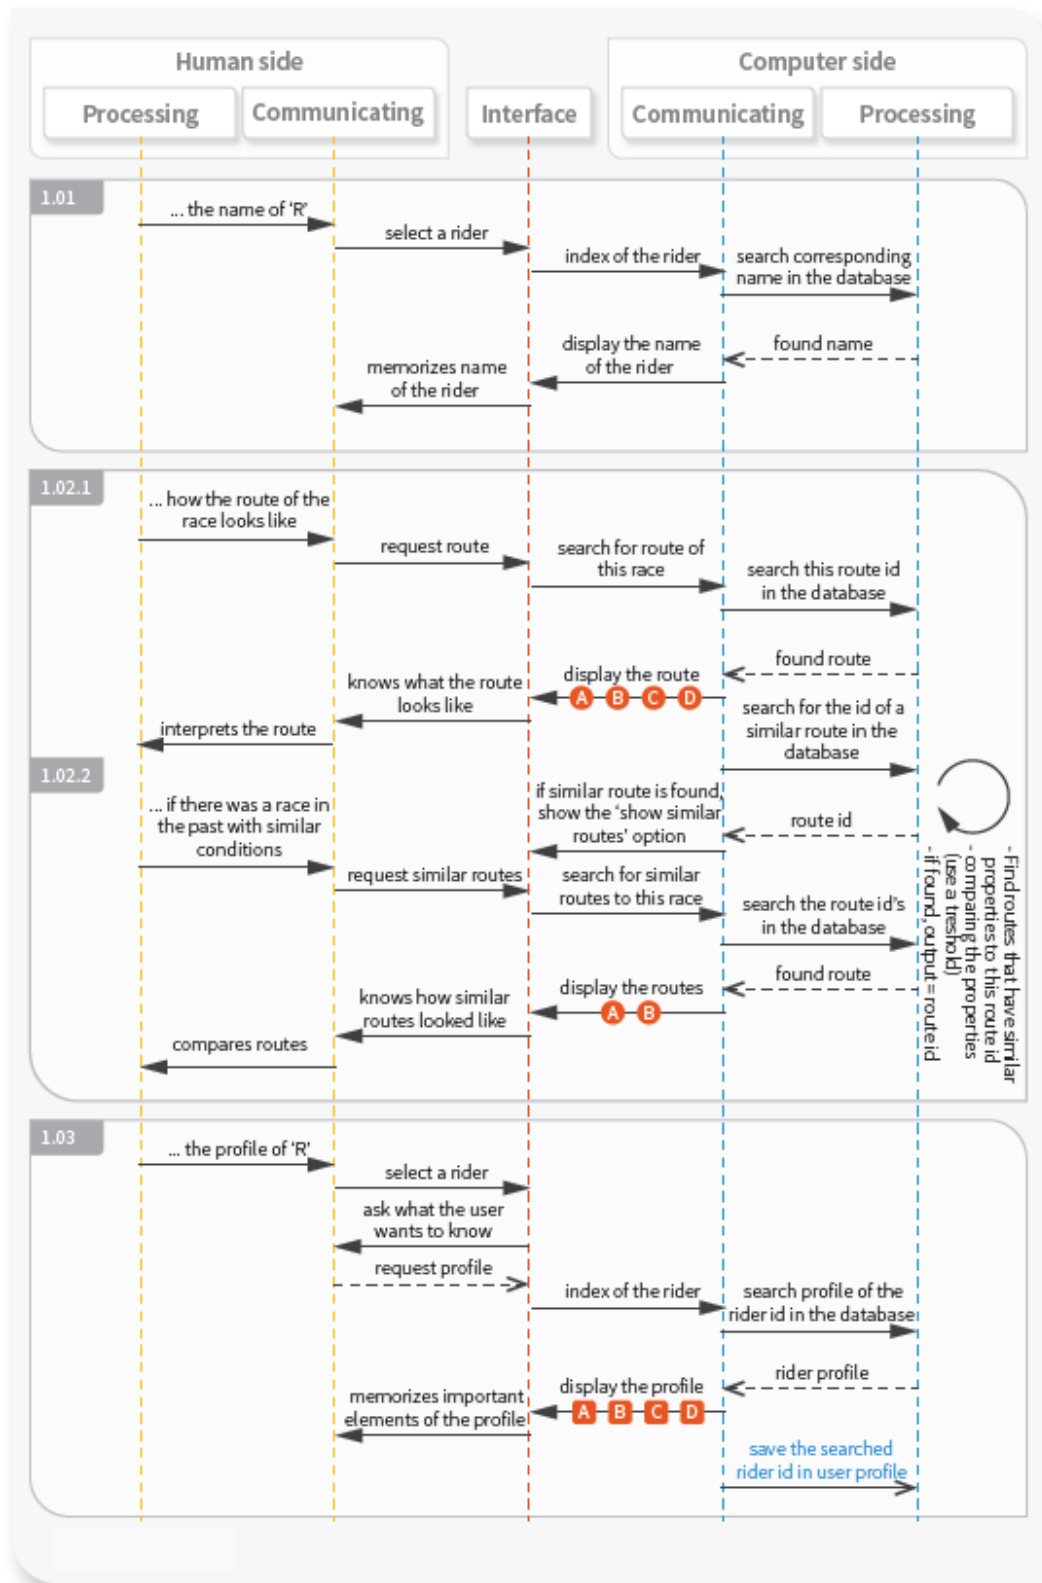 Human side
Computer side
Processing
Communicating
Interface
Communicating
Processing
1.01
... the name of ‘R’
select a rider
index of the rider
search corresponding
name in the database
found name
display the name
of the rider
memorizes name
of the rider
1.02.1
... how the route of the
race looks like
request route
search for route of
this race
search this route id
in the database
found route
display the route
A B C D
knows what the route
looks like
interprets the route
search for the id of a
similar route in the
database
- Find routes that have similar
properties to this route id
- comparing the properties
(use a treshold)
- if found, output = route id
1.02.2
route id
if similar route is found,
show the ‘show similar
routes’ option
... if there was a race in
the past with similar
conditions
request similar routes
search for similar
routes to this race
search the route id's
in the database
found route
display the routes
A B
knows how similar
routes looked like
compares routes
1.03
... the profile of ‘R’
select a rider
ask what the user
wants to know
request profile
index of the rider
search profile of the
rider id in the database
rider profile
display the profile
A B C D
memorizes important
elements of the profile
save the searched
rider id in user profile